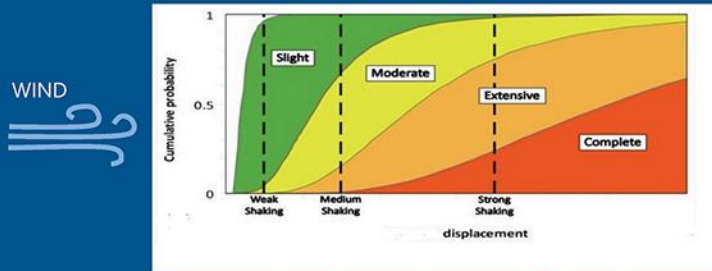 WIND
Cumulative probability
1
0.5
0
Slight
Moderate
Extensive
Complete
Weak
Shaking
Medium
Shaking
Strong
Shaking
displacement